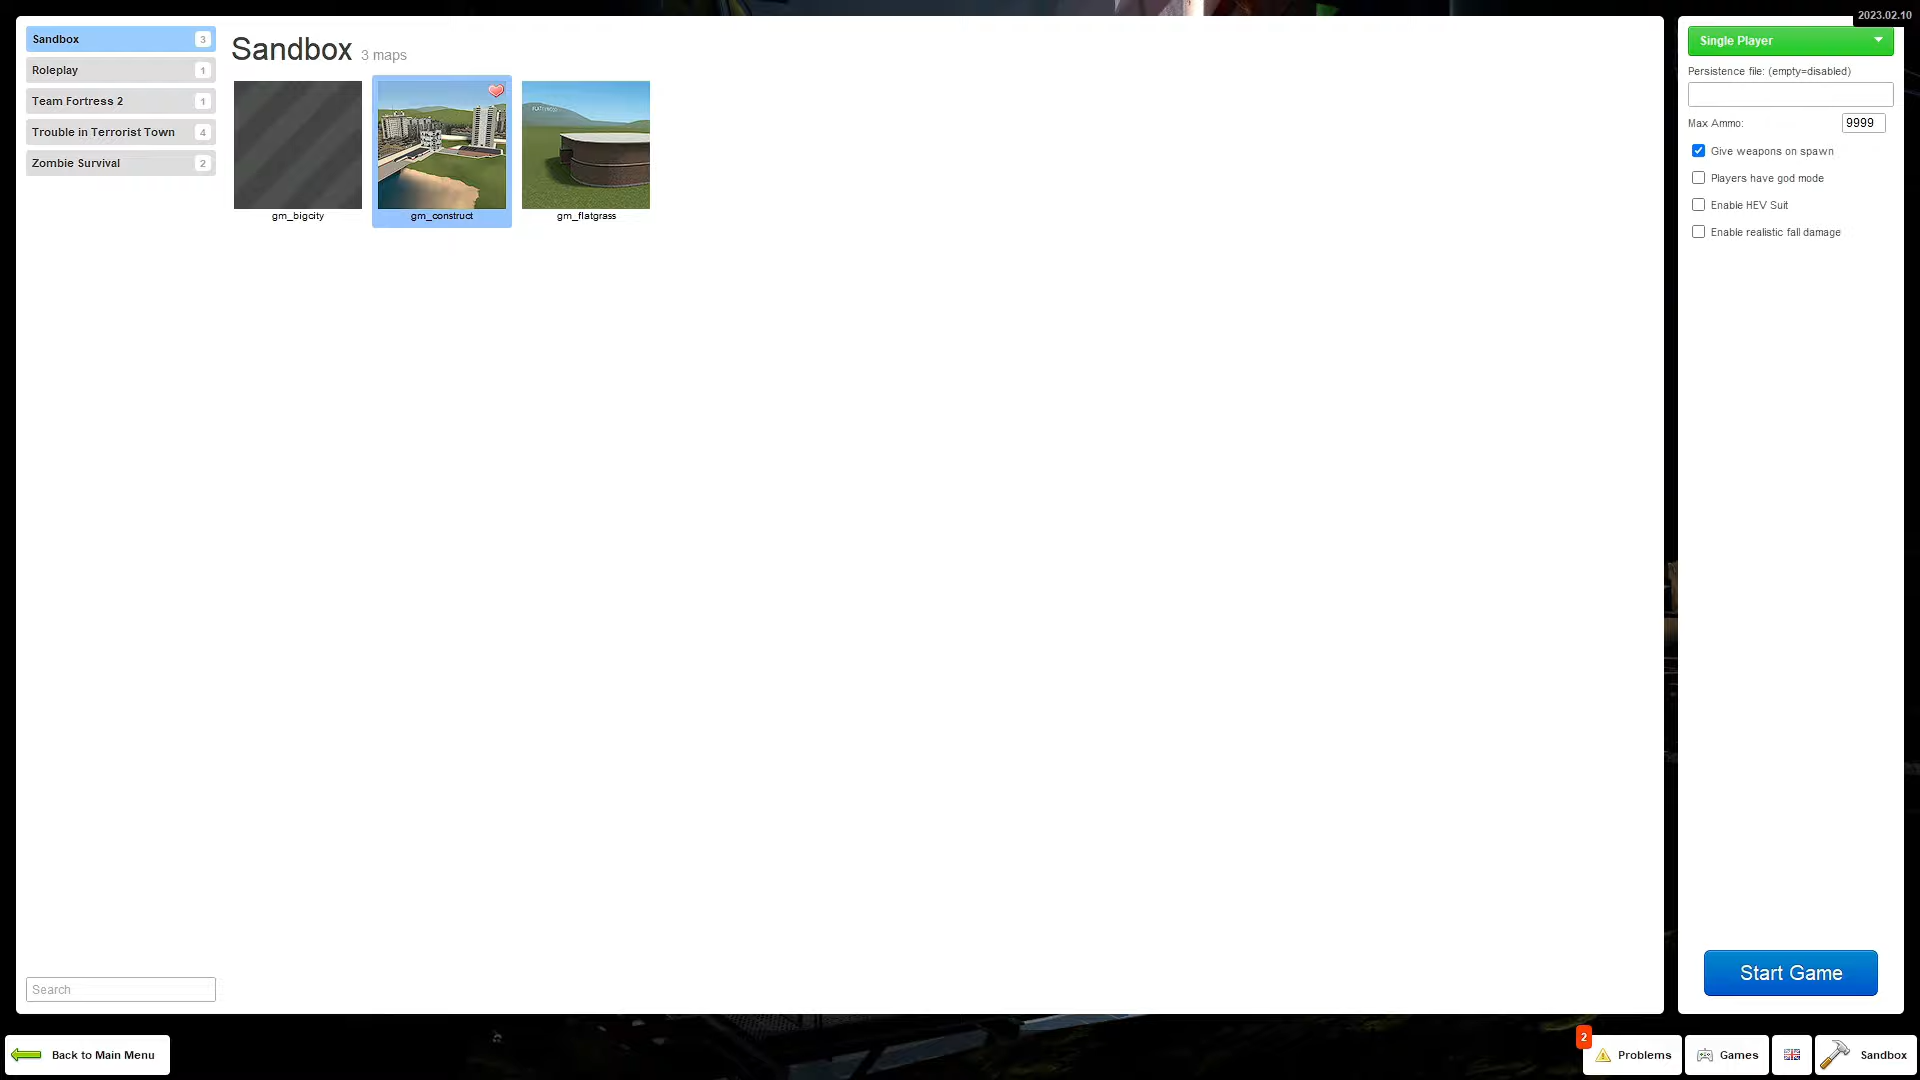 2023.02.10
Sandbox 3
Roleplay 1
Team Fortress 2 1
Trouble in Terrorist Town 4
Zombie Survival 2
Sandbox 3 maps
gm_bigcity
gm_construct
FLATGRASS
gm_flatgrass
Single Player
Persistence file: (empty=disabled)
Max Ammo: 9999
Give weapons on spawn
Players have god mode
Enable HEV Suit
Enable realistic fall damage
Start Game
Search
Back to Main Menu
2
Problems
Games
Sandbox